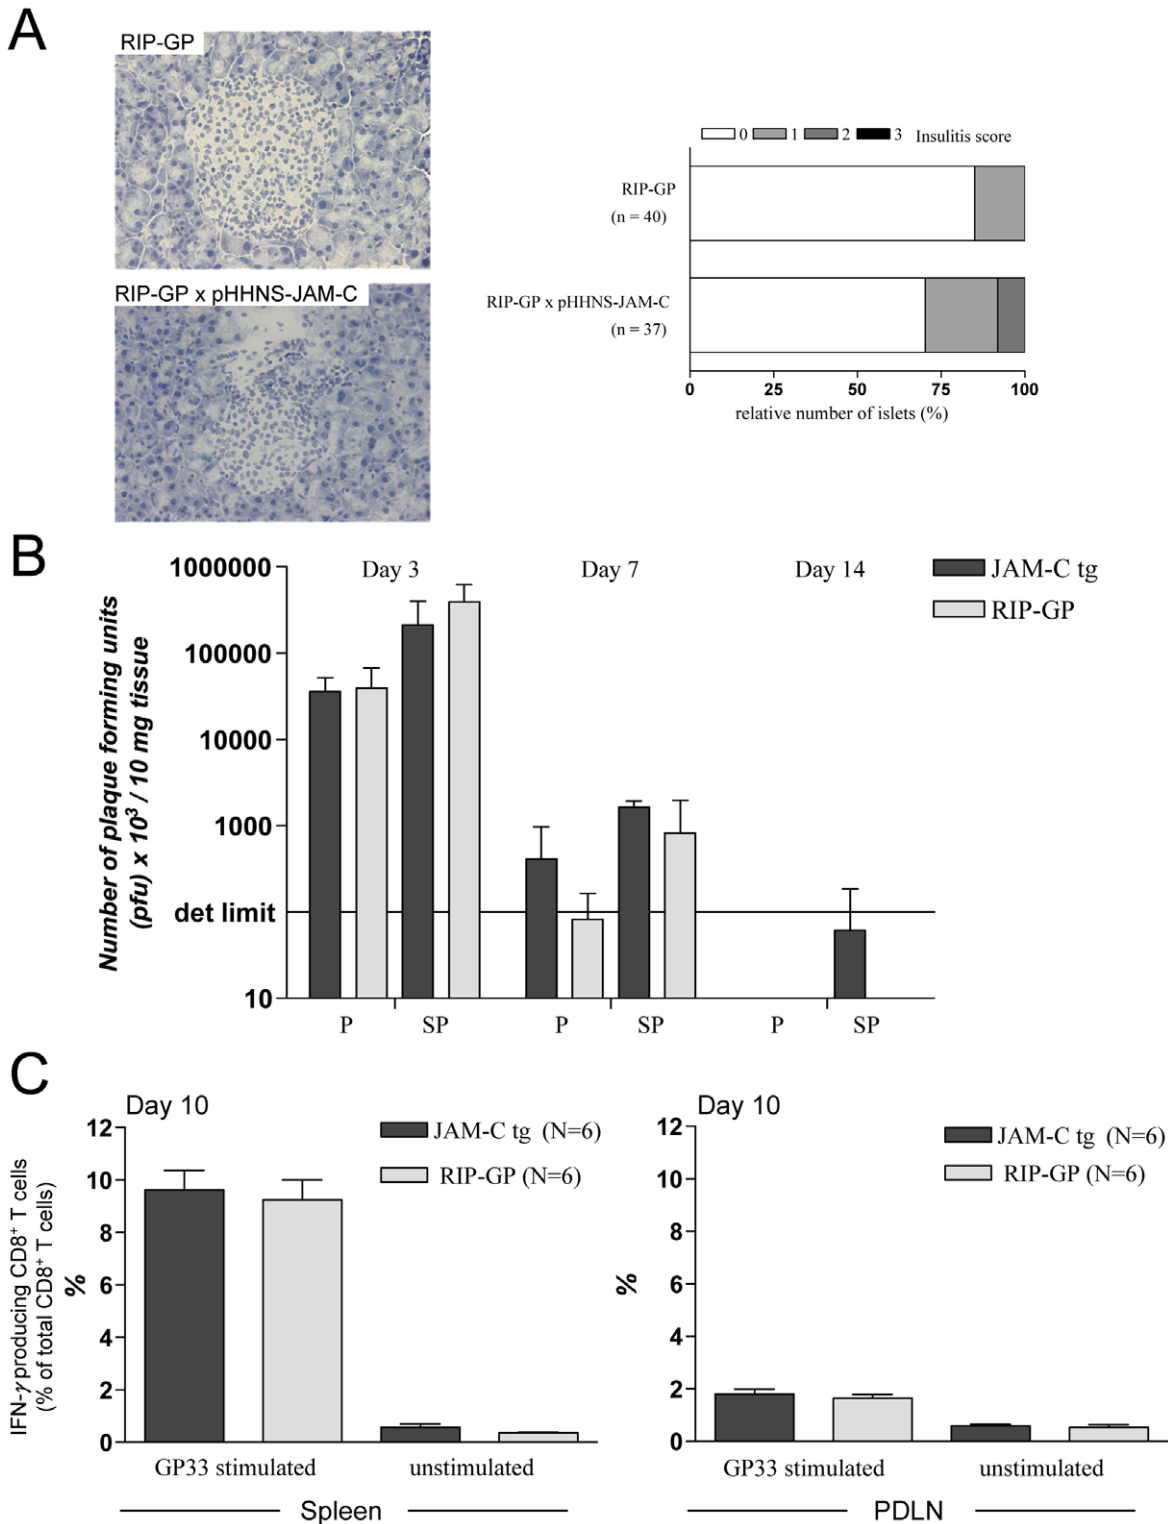 A
RIP-GP
RIP-GP x pHHNS-JAM-C
0 1 2 3 Insulitis score
RIP-GP
(n = 40)
RIP-GP x pHHNS-JAM-C
(n = 37)
0 25 50 75 100
relative number of islets (%)
B
Number of plaque forming units
(pfu) x 10³ / 10 mg tissue
1000000
100000
10000
1000
det limit
10
Day 3 Day 7 Day 14
JAM-C tg
RIP-GP
P SP P SP P SP
C
Day 10
IFN-γ producing CD8⁺ T cells
(% of total CD8⁺ T cells)
%
12
10
8
6
4
2
0
JAM-C tg (N=6)
RIP-GP (N=6)
GP33 stimulated unstimulated
Spleen
Day 10
%
12
10
8
6
4
2
0
JAM-C tg (N=6)
RIP-GP (N=6)
GP33 stimulated unstimulated
PDLN